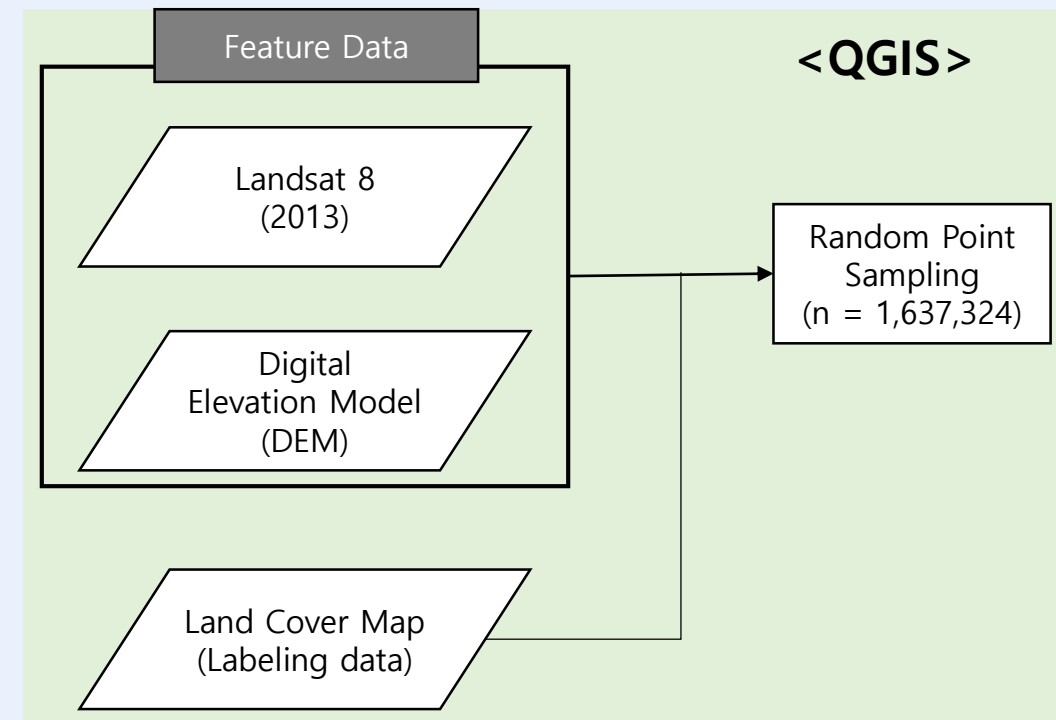 Feature Data
<QGIS>
Landsat 8
(2013)
Digital
Elevation Model
(DEM)
Random Point
Sampling
(n = 1,637,324)
Land Cover Map
(Labeling data)